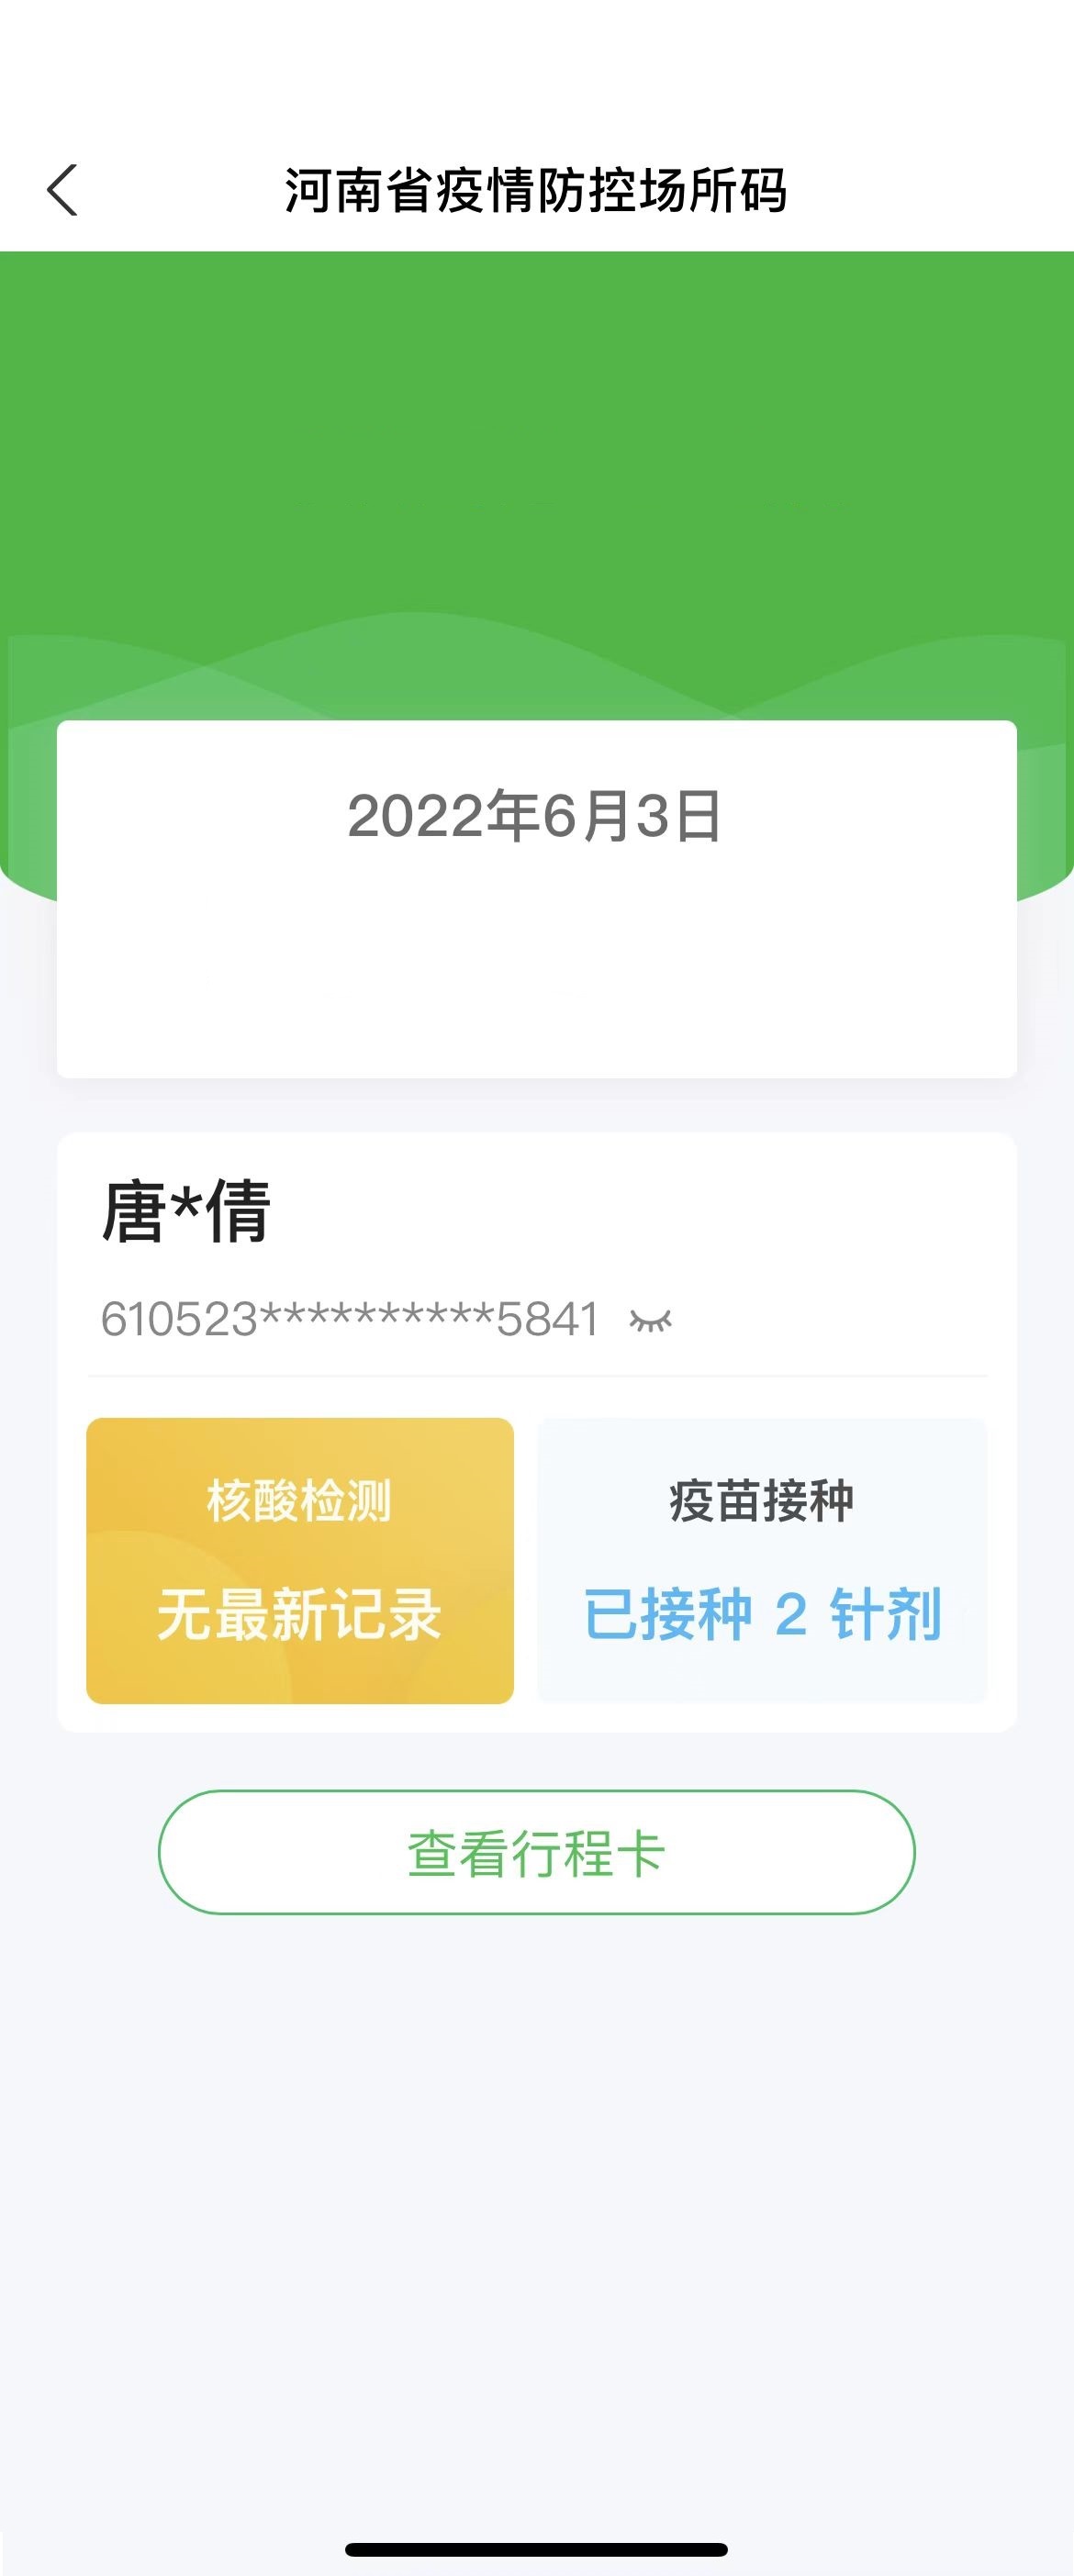 河南省疫情防控场所码
2022年6月3日
唐*倩
610523**********5841
核酸检测
疫苗接种
无最新记录
已接种 2 针剂
查看行程卡